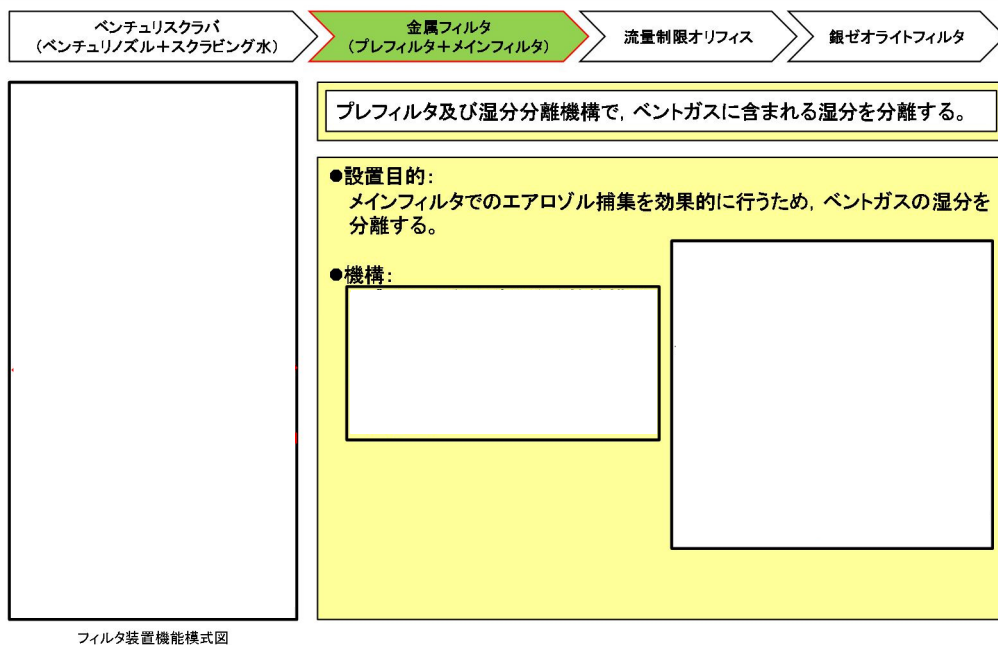 ベンチュリスクラバ
(ベンチュリノズル+スクラビング水)
金属フィルタ
(プレフィルタ+メインフィルタ)
流量制限オリフィス
銀ゼオライトフィルタ
プレフィルタ及び湿分分離機構で,ベントガスに含まれる湿分を分離する。
●設置目的:
メインフィルタでのエアロゾル捕集を効果的に行うため,ベントガスの湿分を
分離する。
●機構:
フィルタ装置機能模式図